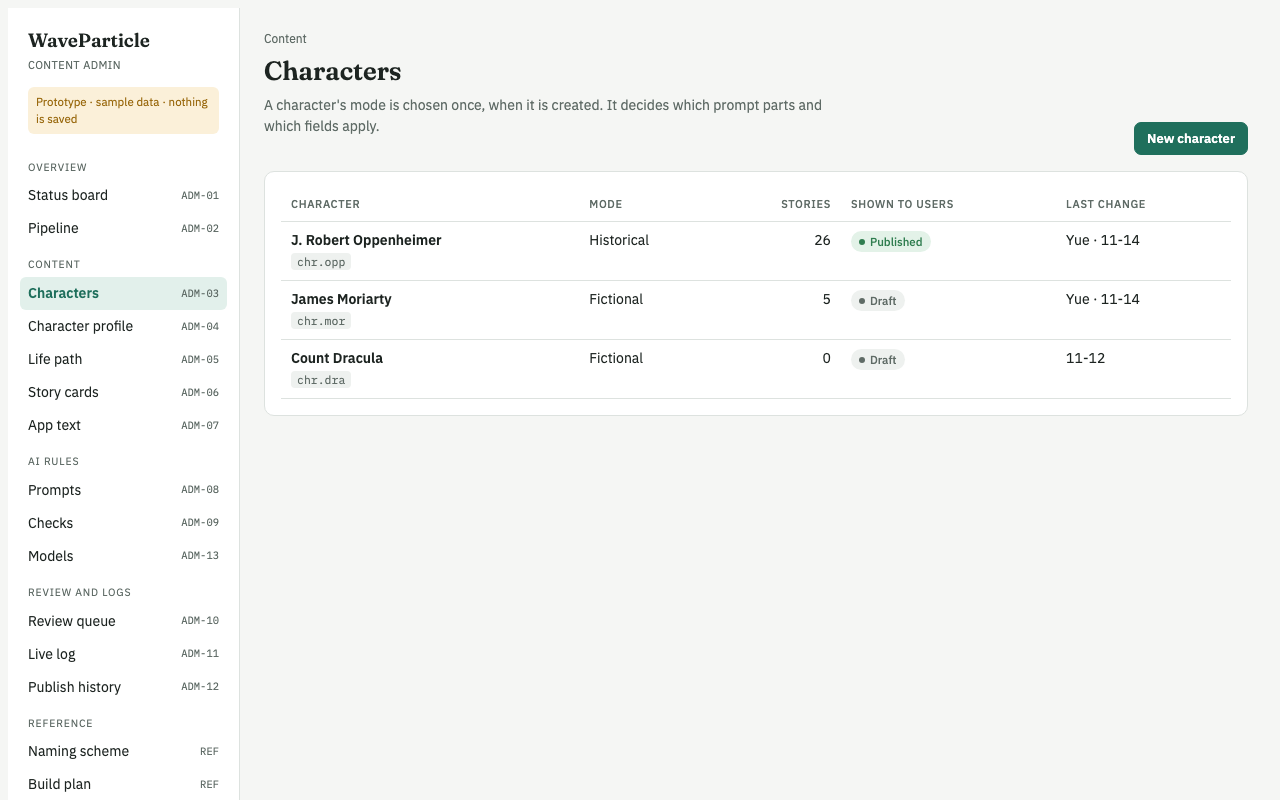 WaveParticle
CONTENT ADMIN
Prototype · sample data · nothing
is saved
OVERVIEW
Status board ADM-01
Pipeline ADM-02
CONTENT
Characters ADM-03
Character profile ADM-04
Life path ADM-05
Story cards ADM-06
App text ADM-07
AI RULES
Prompts ADM-08
Checks ADM-09
Models ADM-13
REVIEW AND LOGS
Review queue ADM-10
Live log ADM-11
Publish history ADM-12
REFERENCE
Naming scheme REF
Build plan REF
Content
Characters
A character's mode is chosen once, when it is created. It decides which prompt parts and
which fields apply.
New character
CHARACTER MODE STORIES SHOWN TO USERS LAST CHANGE
J. Robert Oppenheimer Historical 26 Published Yue · 11-14
chr.opp
James Moriarty Fictional 5 Draft Yue · 11-14
chr.mor
Count Dracula Fictional 0 Draft 11-12
chr.dra